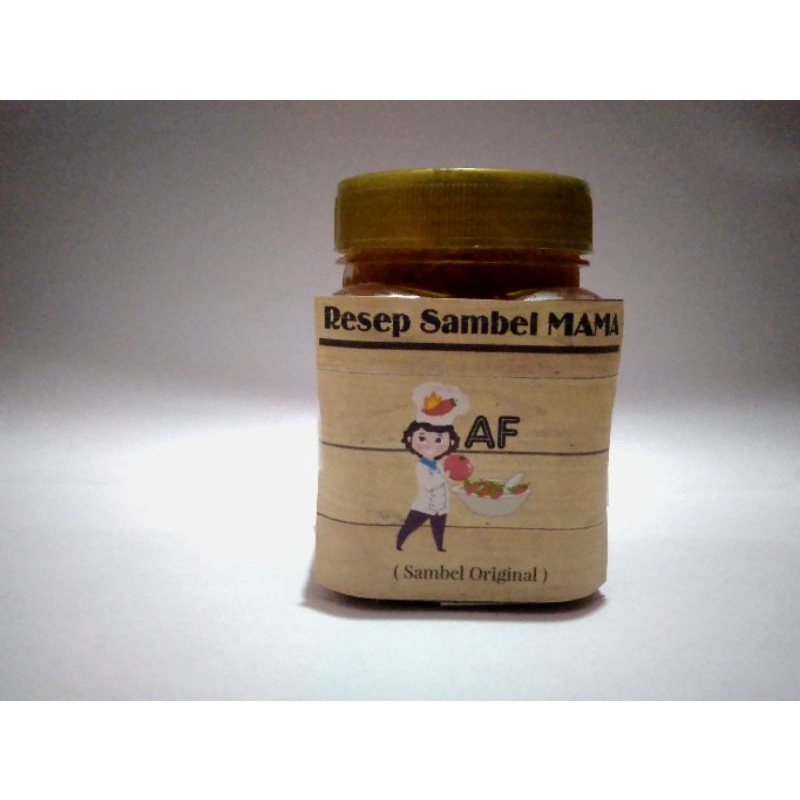 Resep Sambel MAMA
AF
( Sambel Original )